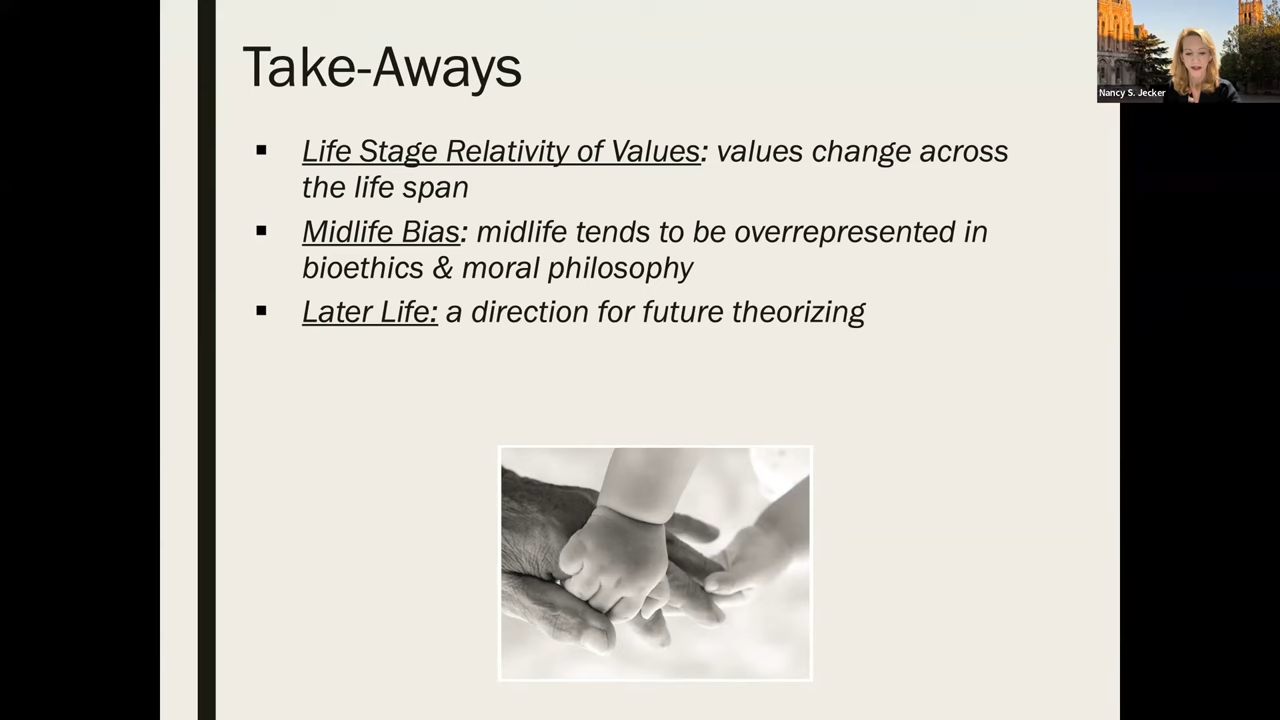 Take-Aways
Nancy S. Jecker
▪ Life Stage Relativity of Values: values change across
the life span
▪ Midlife Bias: midlife tends to be overrepresented in
bioethics & moral philosophy
▪ Later Life: a direction for future theorizing